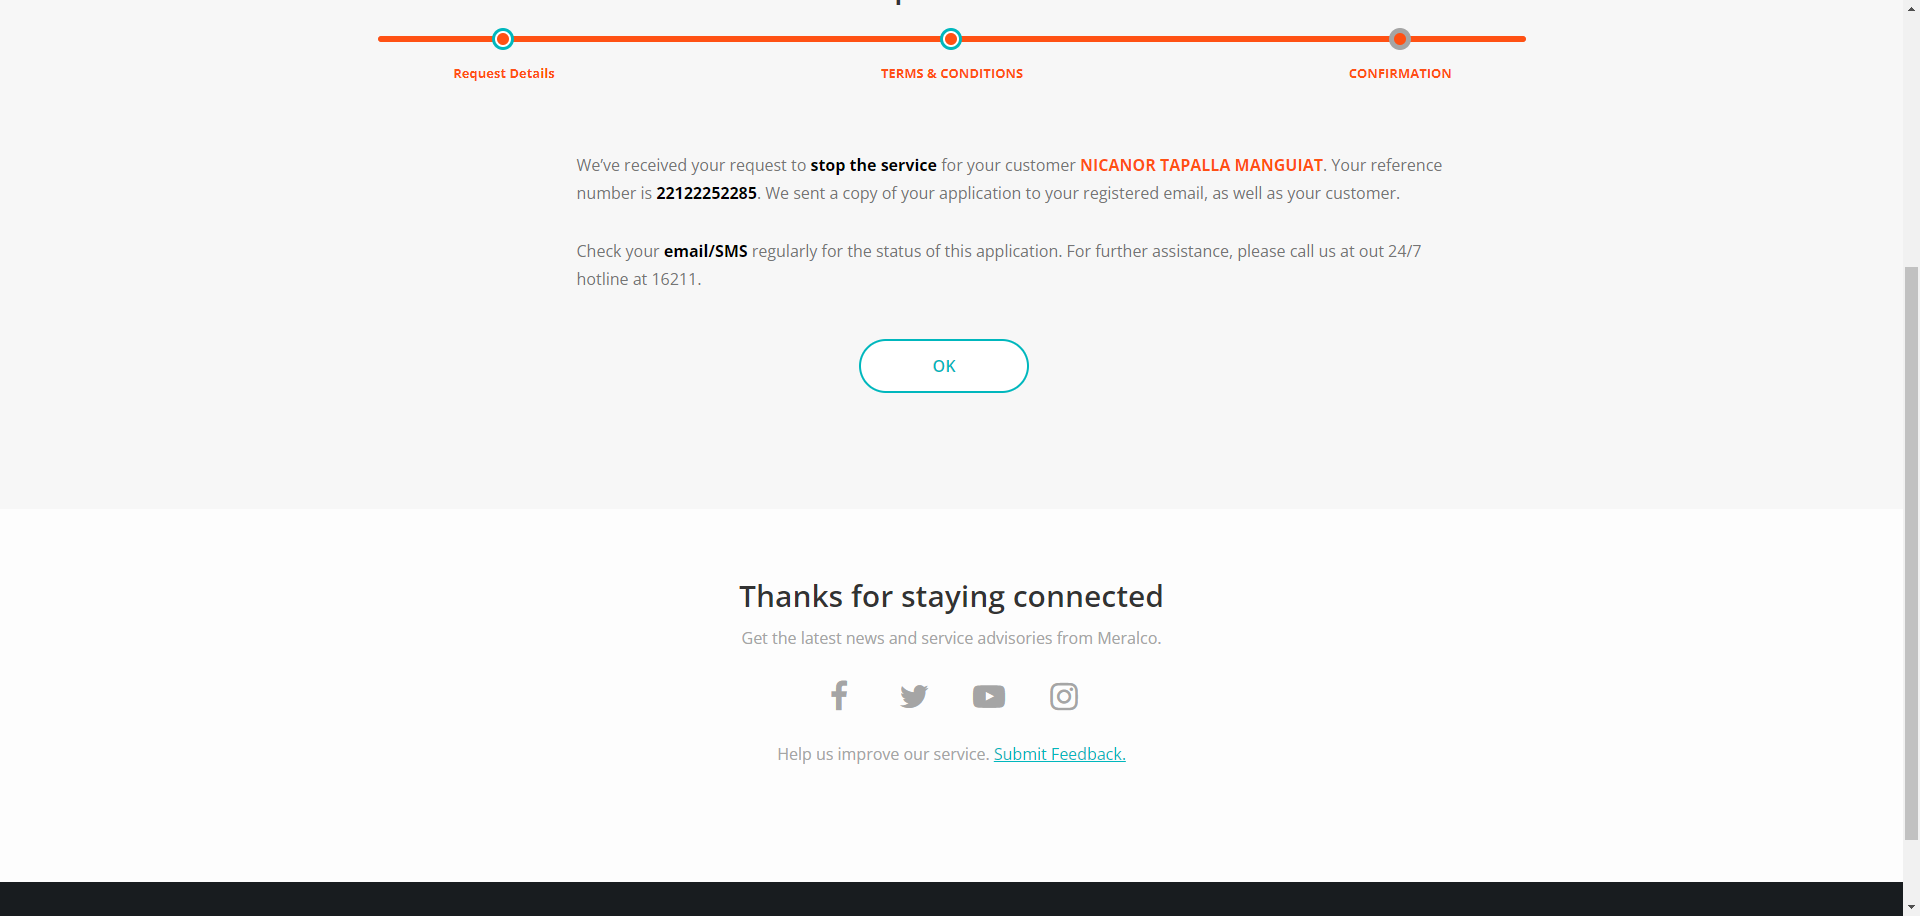 Request Details
TERMS & CONDITIONS
CONFIRMATION
We've received your request to stop the service for your customer NICANOR TAPALLA MANGUIAT. Your reference
number is 22122252285. We sent a copy of your application to your registered email, as well as your customer.
Check your email/SMS regularly for the status of this application. For further assistance, please call us at out 24/7
hotline at 16211.
OK
Thanks for staying connected
Get the latest news and service advisories from Meralco.
Help us improve our service. Submit Feedback.